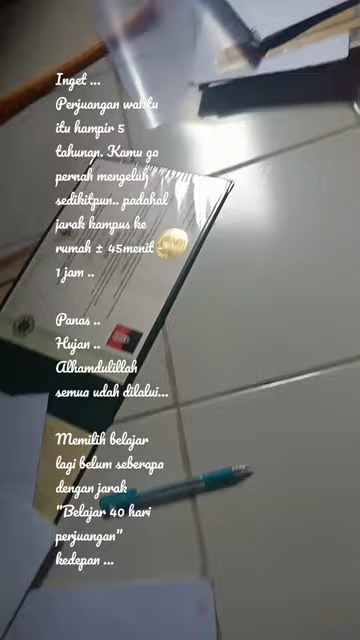 Inget ...
Perjuangan waktu
itu hampir 5
tahunan. Kamu ga
pernah mengeluh
sedikitpun.. padahal
jarak kampus ke
rumah ± 45menit
1 jam ..
Panas ..
Hujan ..
Alhamdulillah
semua udah dilalui...
Memilih belajar
lagi belum seberapa
dengan jarak
"Belajar 40 hari
perjuangan"
kedepan ...